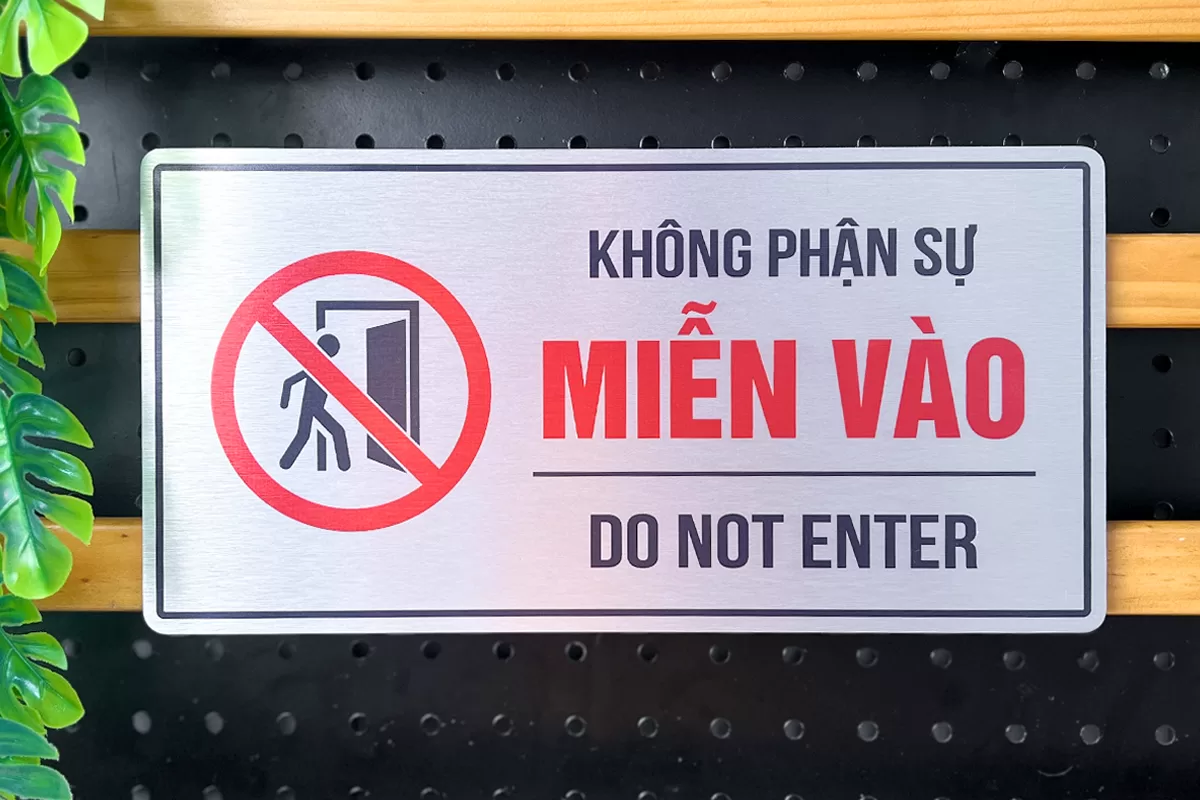 KHÔNG PHẬN SỰ
MIỄN VÀO
DO NOT ENTER